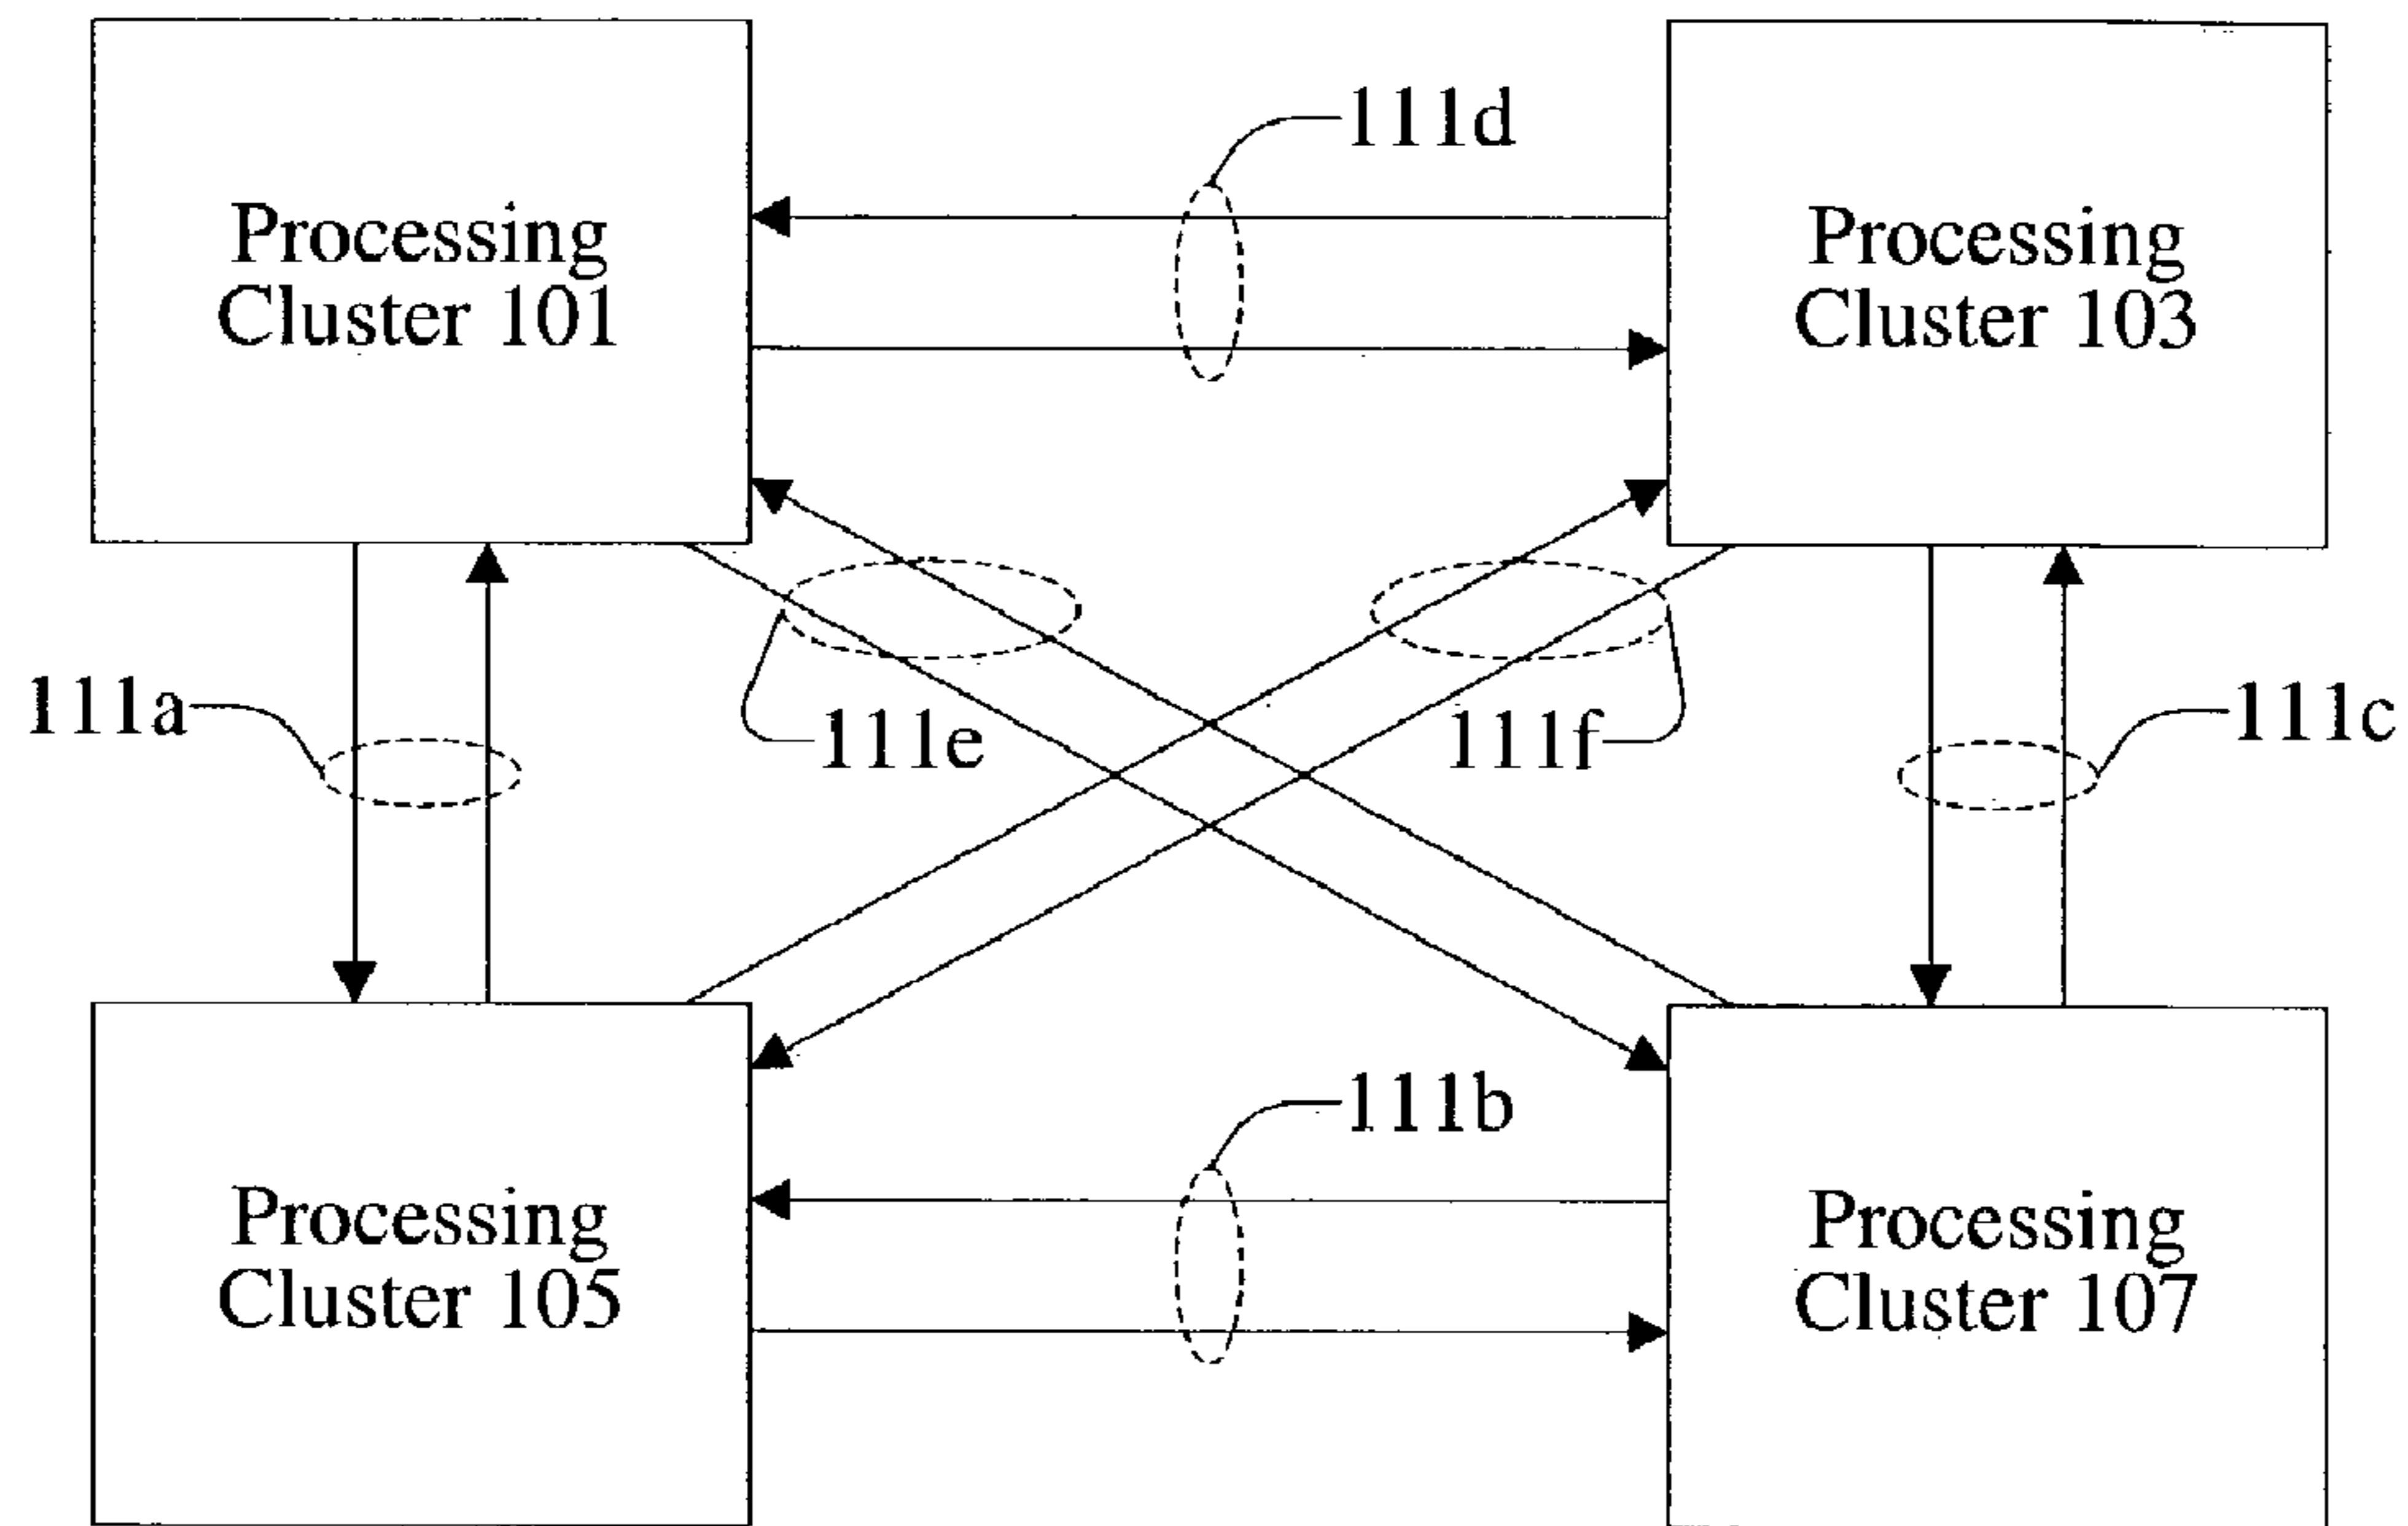 111d
Processing
Cluster 101
Processing
Cluster 103
111a
111e
111f
111c
111b
Processing
Cluster 105
Processing
Cluster 107